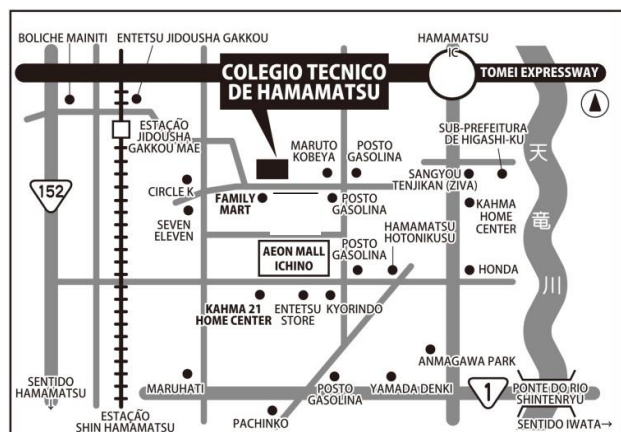 BOLICHE MAINITI
ENTETSU JIDOUSHA GAKKOU
HAMAMATSU
IC
COLEGIO TECNICO
DE HAMAMATSU
TOMEI EXPRESSWAY
ESTAÇÃO
JIDOUSHA
GAKKOU MAE
MARUTO
KOBEYA
POSTO
GASOLINA
SUB-PREFEITURA
DE HIGASHI-KU
天
竜
川
152
CIRCLE K
FAMILY
MART
POSTO
GASOLINA
SANGYOU
TENJIKAN (ZIVA)
KAHMA
HOME
CENTER
SEVEN
ELEVEN
AEON MALL
ICHINO
POSTO
GASOLINA
HAMAMATSU
HOTONIKUSU
HONDA
KAHMA 21
HOME CENTER
ENTETSU
STORE
KYORINDO
ANMAGAWA PARK
SENTIDO
HAMAMATSU
↓
MARUHATI
POSTO
GASOLINA
YAMADA DENKI
1
PONTE DO RIO
SHINTENRYU
ESTAÇÃO
SHIN HAMAMATSU
PACHINKO
SENTIDO IWATA→